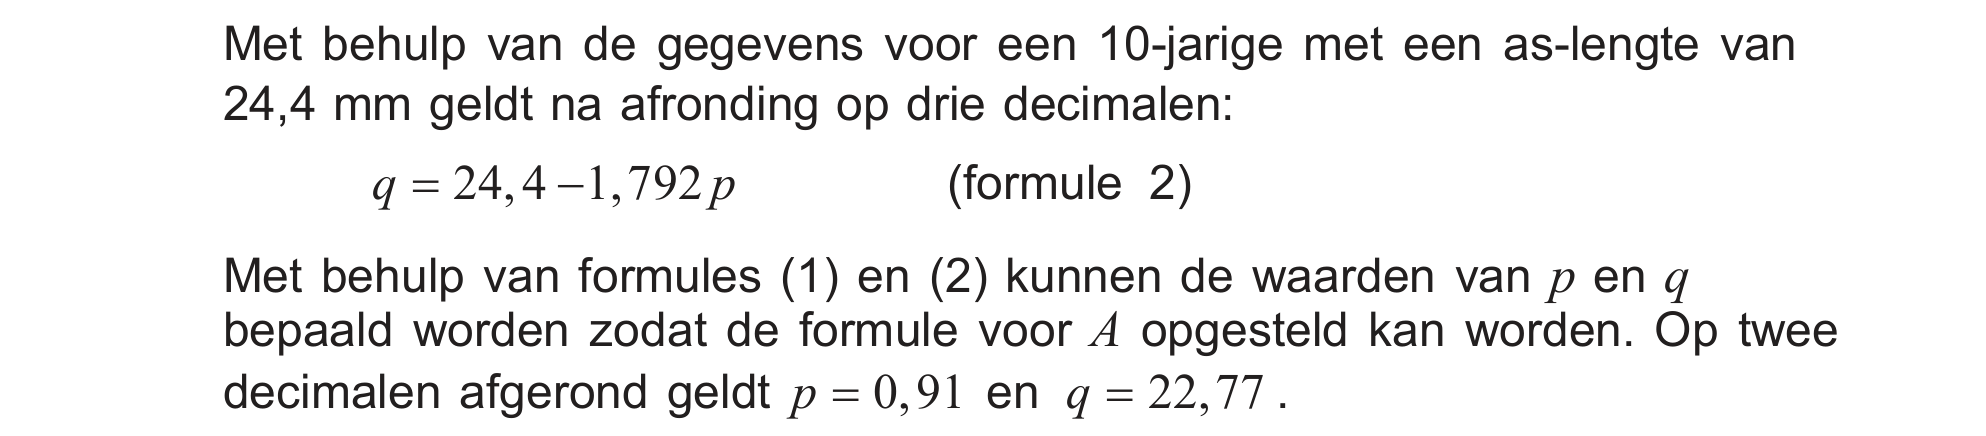 Met behulp van de gegevens voor een 10-jarige met een as-lengte van
24,4 mm geldt na afronding op drie decimalen:
q = 24,4 − 1,792p (formule 2)
Met behulp van formules (1) en (2) kunnen de waarden van p en q
bepaald worden zodat de formule voor A opgesteld kan worden. Op twee
decimalen afgerond geldt p = 0,91 en q = 22,77.